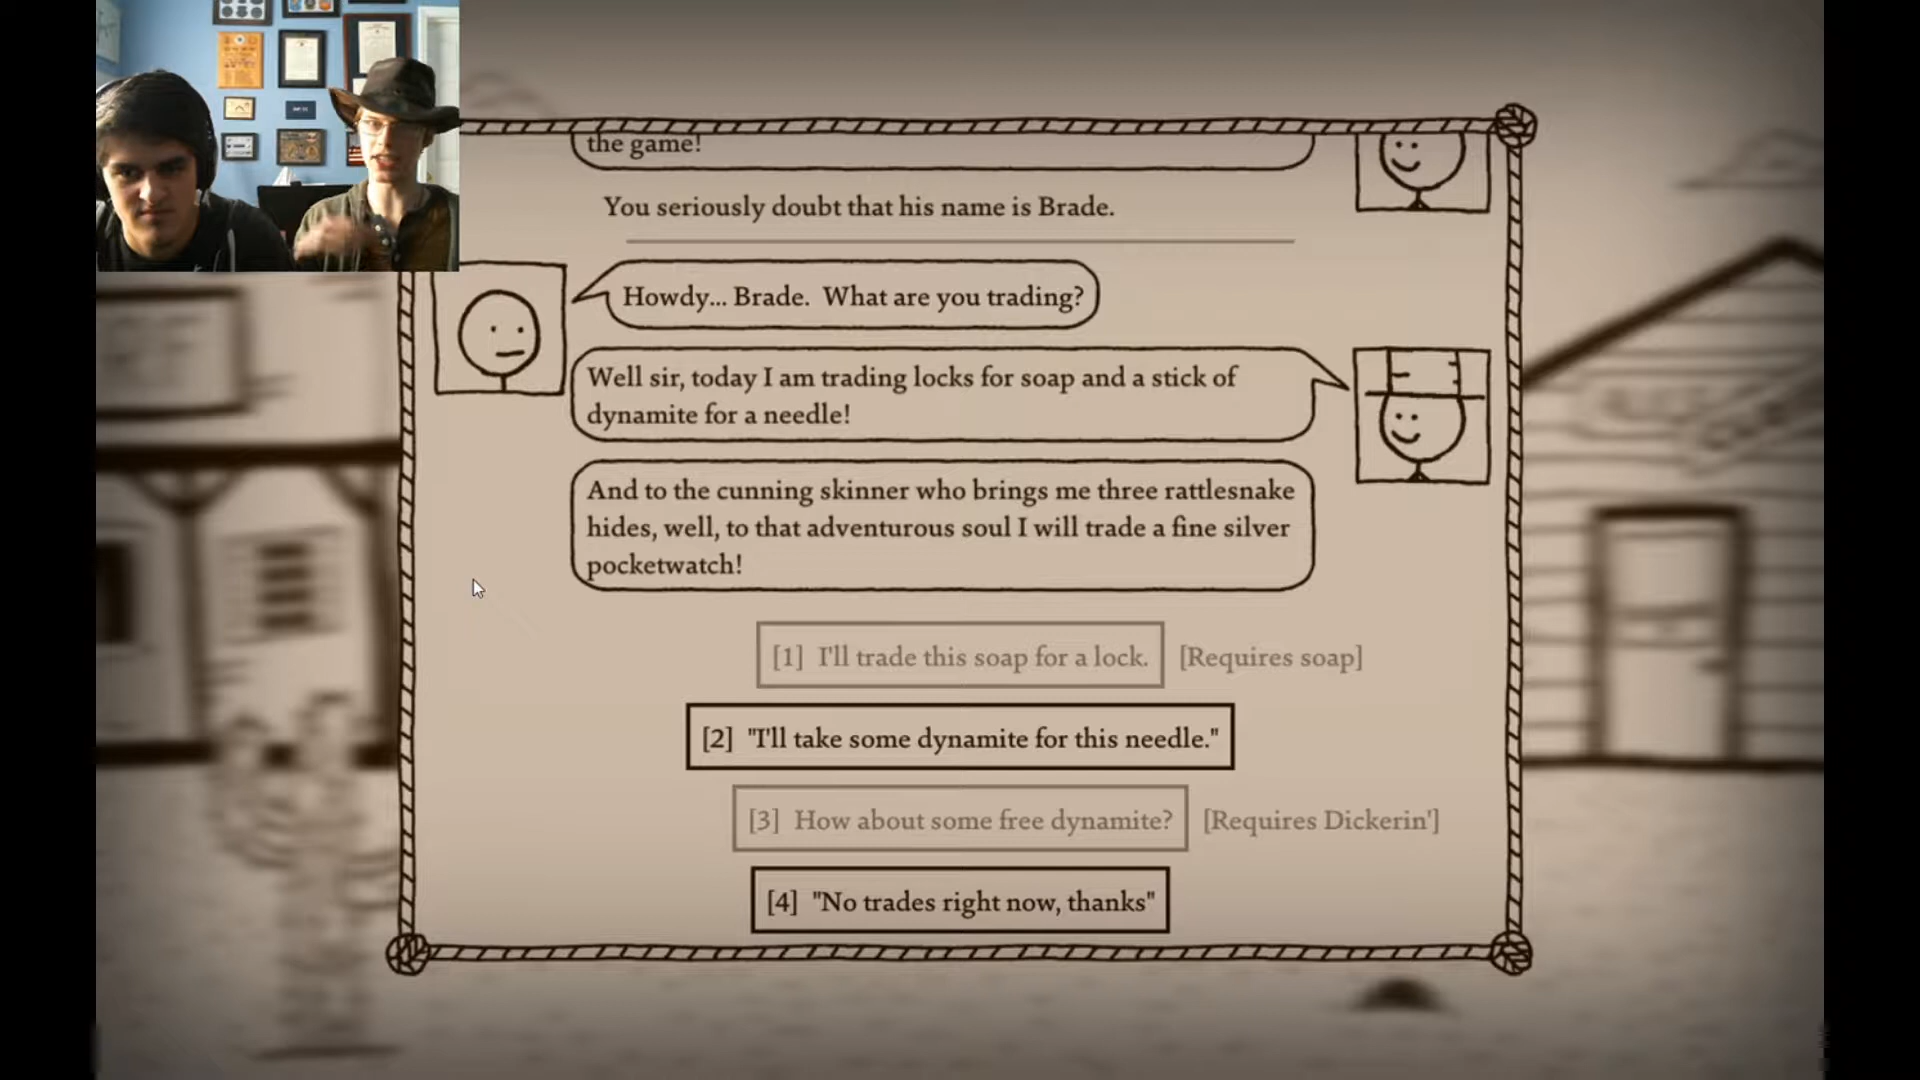 the game!
You seriously doubt that his name is Brade.
Howdy... Brade.  What are you trading?
Well sir, today I am trading locks for soap and a stick of
dynamite for a needle!
And to the cunning skinner who brings me three rattlesnake
hides, well, to that adventurous soul I will trade a fine silver
pocketwatch!
[1]  I'll trade this soap for a lock.  [Requires soap]
[2]  "I'll take some dynamite for this needle."
[3]  How about some free dynamite?  [Requires Dickerin']
[4]  "No trades right now, thanks"